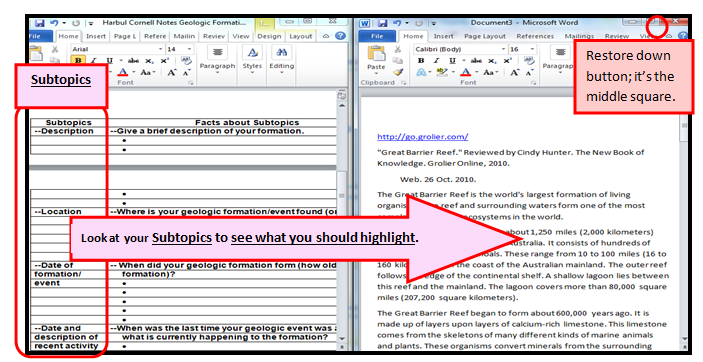 Harbul Cornell Notes Geologic Formati...
File Home Insert Page L Refere Mailin Review View Design Layout
Arial 14
Paste
B I U abc x, x²
Aa A A
Paragraph Styles Editing
Font
Subtopics
Subtopics Facts about Subtopics
--Description --Give a brief description of your formation.
--Location --Where is your geologic formation/event found (or
--Date of -- When did your geologic formation form (how old
formation/ formation)?
event
--Date and --When was the last time your geologic event was a
description of what is currently happening to the formation?
recent activity
Look at your Subtopics to see what you should highlight.
Document3 - Microsoft Word
File Home Insert Page Layout References Mailings Review View
Calibri (Body) 16
Paste
B I U abc x, x²
A Aa A A
Paragraph
Clipboard Font
Restore down
button; it's the
middle square.
http://go.grolier.com/
"Great Barrier Reef." Reviewed by Cindy Hunter. The New Book of
Knowledge. Grolier Online, 2010.
Web. 26 Oct. 2010.
The Great Barrier Reef is the world's largest formation of living
organis reef and surrounding waters form one of the most
ecosystems in the world.
about 1,250 miles (2,000 kilometers)
ustralia. It consists of hundreds of
oals. These range from 10 to 100 miles (16 to
160 kil the coast of the Australian mainland. The outer reef
follows edge of the continental shelf. A shallow lagoon lies between
this reef and the mainland. The lagoon covers more than 80,000 square
miles (207,200 square kilometers).
The Great Barrier Reef began to form about 600,000 years ago. It is
made up of layers upon layers of calcium-rich limestone. This limestone
comes from the skeletons of many different kinds of marine animals
and plants. These organisms convert minerals from the surrounding